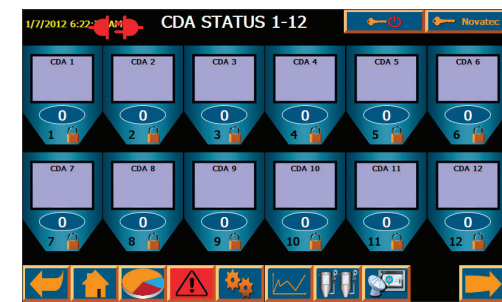 1/7/2012 6:22: AM CDA STATUS 1-12 Novatec
CDA 1 CDA 2 CDA 3 CDA 4 CDA 5 CDA 6
0 0 0 0 0 0
1 2 3 4 5 6
CDA 7 CDA 8 CDA 9 CDA 10 CDA 11 CDA 12
0 0 0 0 0 0
7 8 9 10 11 12